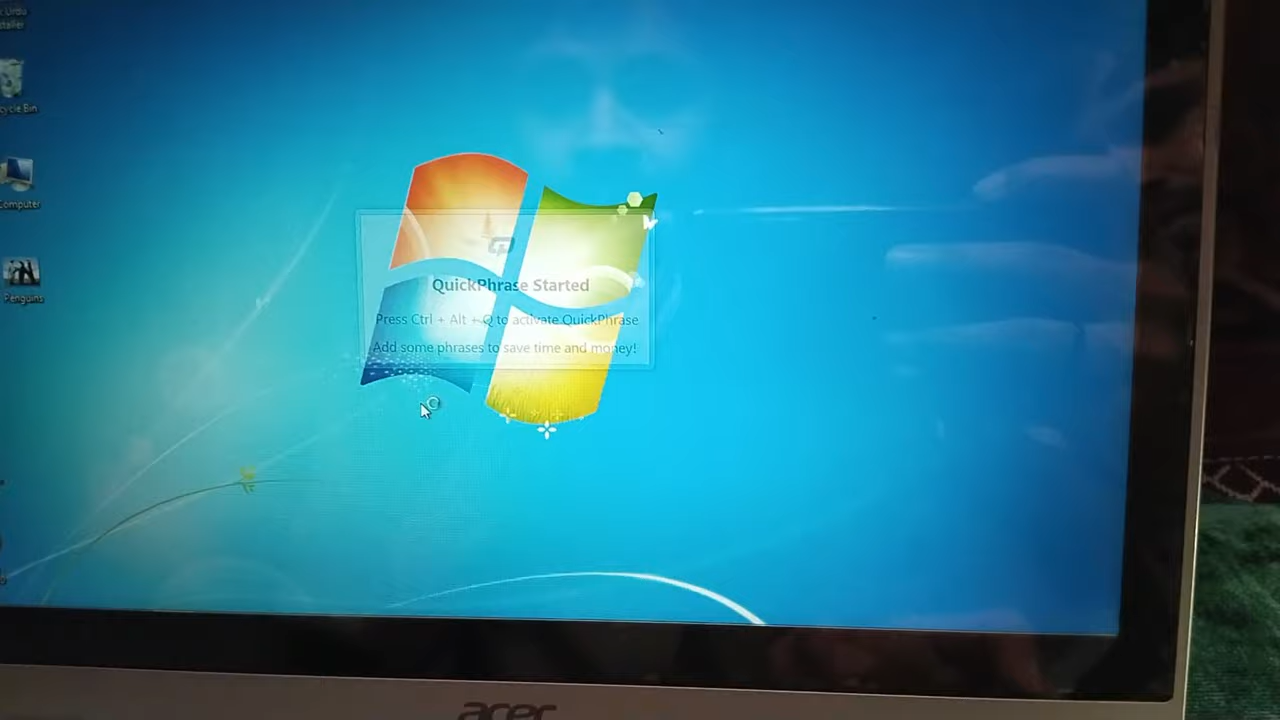 Urdu
cycle Bin
Computer
Penguins
QuickPhrase Started
Press Ctrl + Alt + Q to activate QuickPhrase
Add some phrases to save time and money!
acer